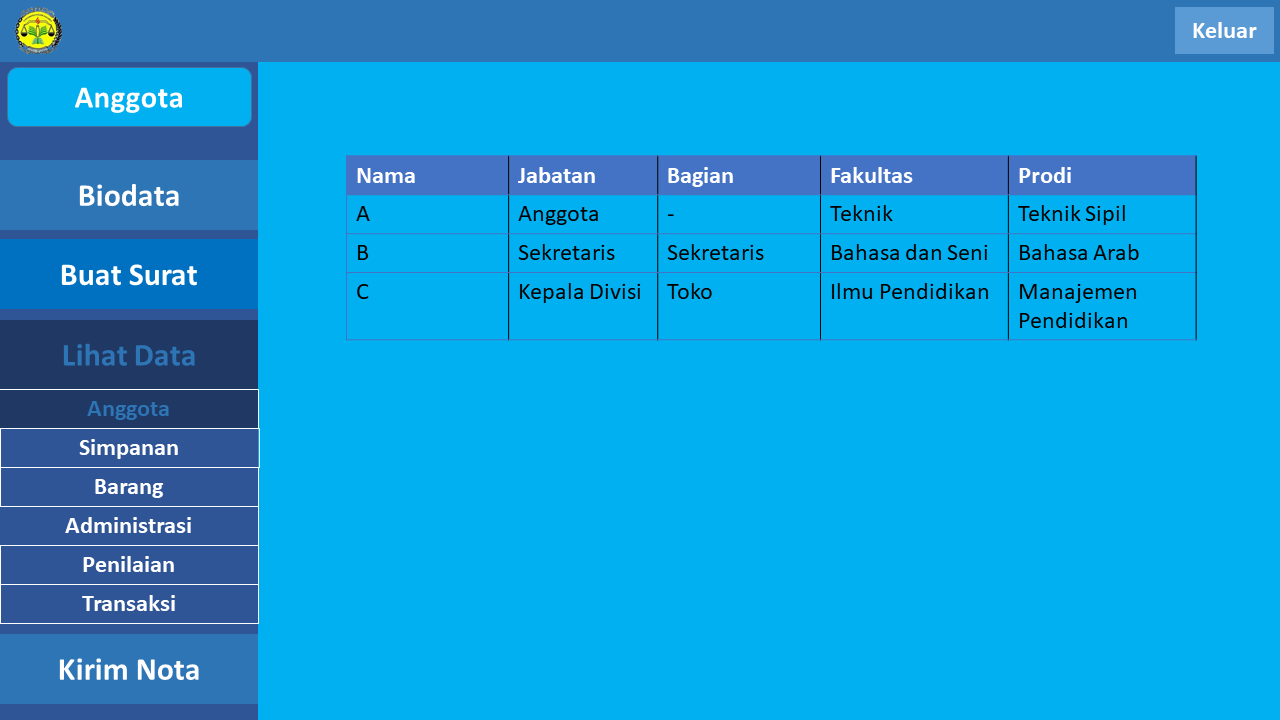 Keluar
Anggota
Biodata
Buat Surat
Lihat Data
Anggota
Simpanan
Barang
Administrasi
Penilaian
Transaksi
Kirim Nota
Nama Jabatan Bagian Fakultas Prodi
A Anggota - Teknik Teknik Sipil
B Sekretaris Sekretaris Bahasa dan Seni Bahasa Arab
C Kepala Divisi Toko Ilmu Pendidikan Manajemen
Pendidikan